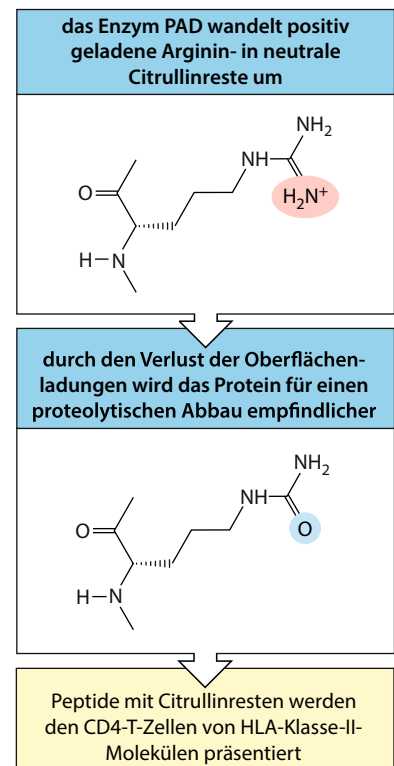 das Enzym PAD wandelt positiv
geladene Arginin- in neutrale
Citrullinreste um
NH₂
NH
H₂N⁺
O
H–N
durch den Verlust der Oberflächen-
ladungen wird das Protein für einen
proteolytischen Abbau empfindlicher
NH₂
NH
O
O
H–N
Peptide mit Citrullinresten werden
den CD4-T-Zellen von HLA-Klasse-II-
Molekülen präsentiert